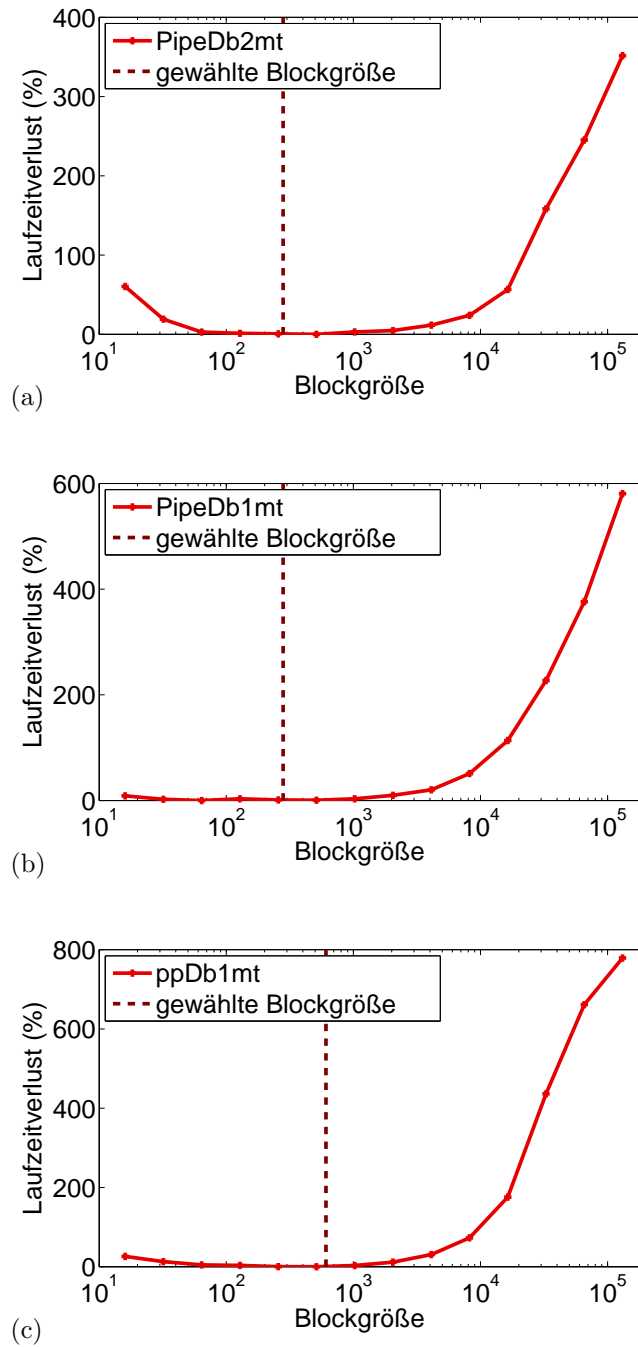 400
300
200
100
0
Laufzeitverlust (%)
PipeDb2mt
gewählte Blockgröße
10^1 10^2 10^3 10^4 10^5
Blockgröße
(a)
600
400
200
0
Laufzeitverlust (%)
PipeDb1mt
gewählte Blockgröße
10^1 10^2 10^3 10^4 10^5
Blockgröße
(b)
800
600
400
200
0
Laufzeitverlust (%)
ppDb1mt
gewählte Blockgröße
10^1 10^2 10^3 10^4 10^5
Blockgröße
(c)